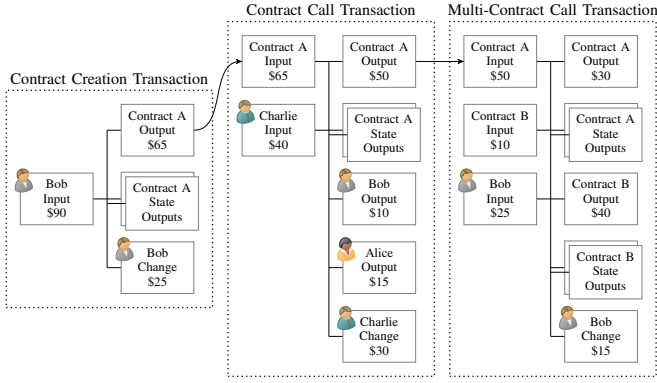 Contract Creation Transaction
Contract A
Output
$65
Bob
Input
$90
Contract A
State
Outputs
Bob
Change
$25
Contract Call Transaction
Contract A
Input
$65
Contract A
Output
$50
Charlie
Input
$40
Contract A
State
Outputs
Bob
Output
$10
Alice
Output
$15
Charlie
Change
$30
Multi-Contract Call Transaction
Contract A
Input
$50
Contract A
Output
$30
Contract B
Input
$10
Contract A
State
Outputs
Bob
Input
$25
Contract B
Output
$40
Contract B
State
Outputs
Bob
Change
$15